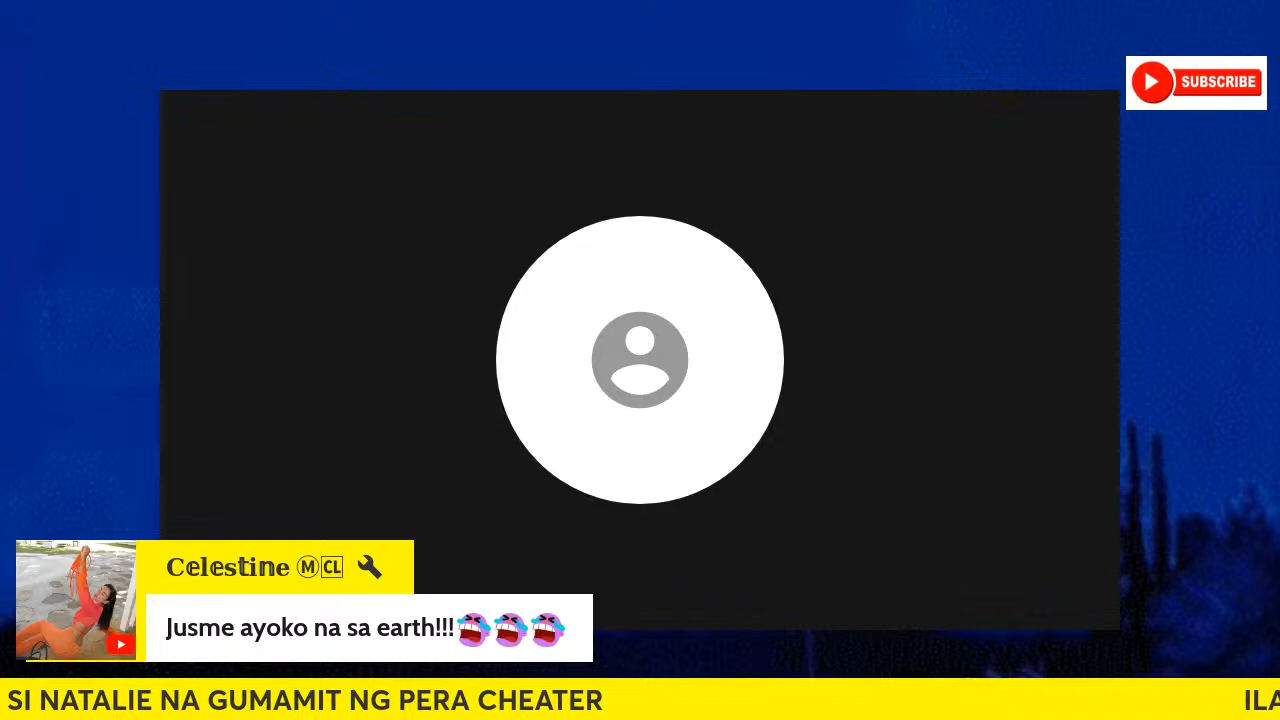 SUBSCRIBE
Celestine Ⓜ🄲🄻
Jusme ayoko na sa earth!!!
SI NATALIE NA GUMAMIT NG PERA CHEATER